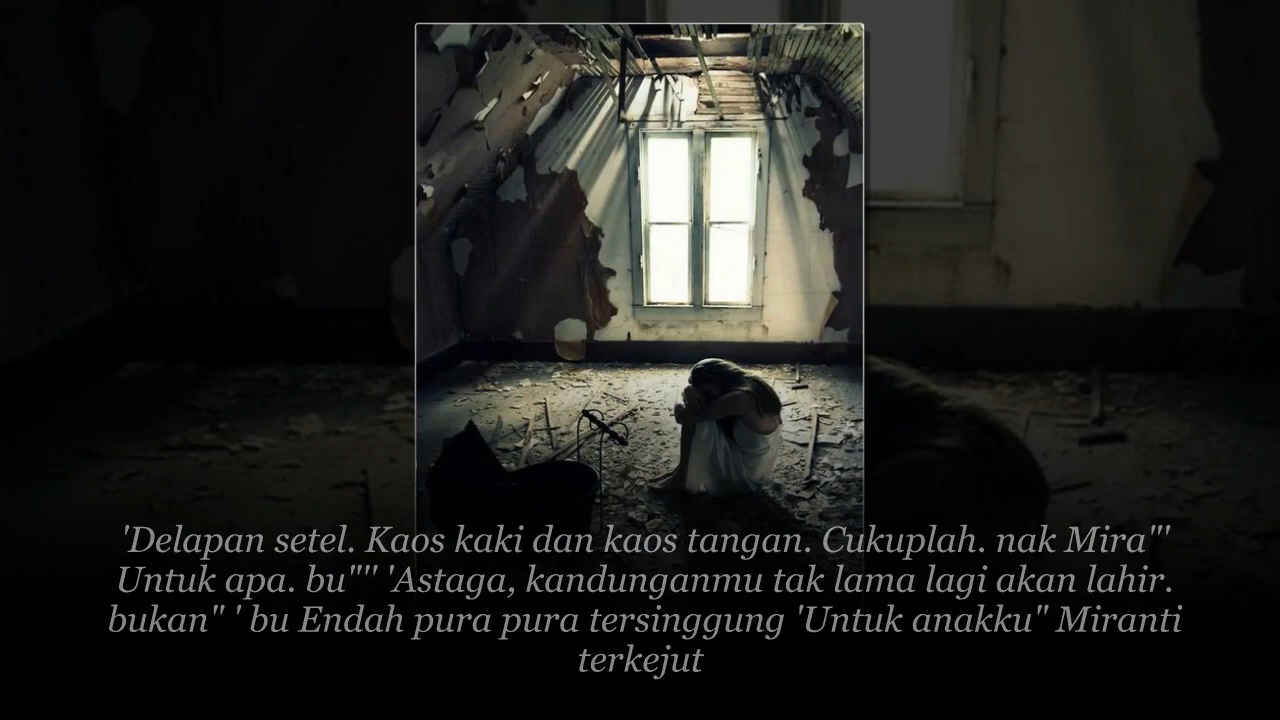 'Delapan setel. Kaos kaki dan kaos tangan. Cukuplah. nak Mira"'
Untuk apa. bu"'' 'Astaga, kandunganmu tak lama lagi akan lahir.
bukan" ' bu Endah pura pura tersinggung 'Untuk anakku" Miranti
terkejut